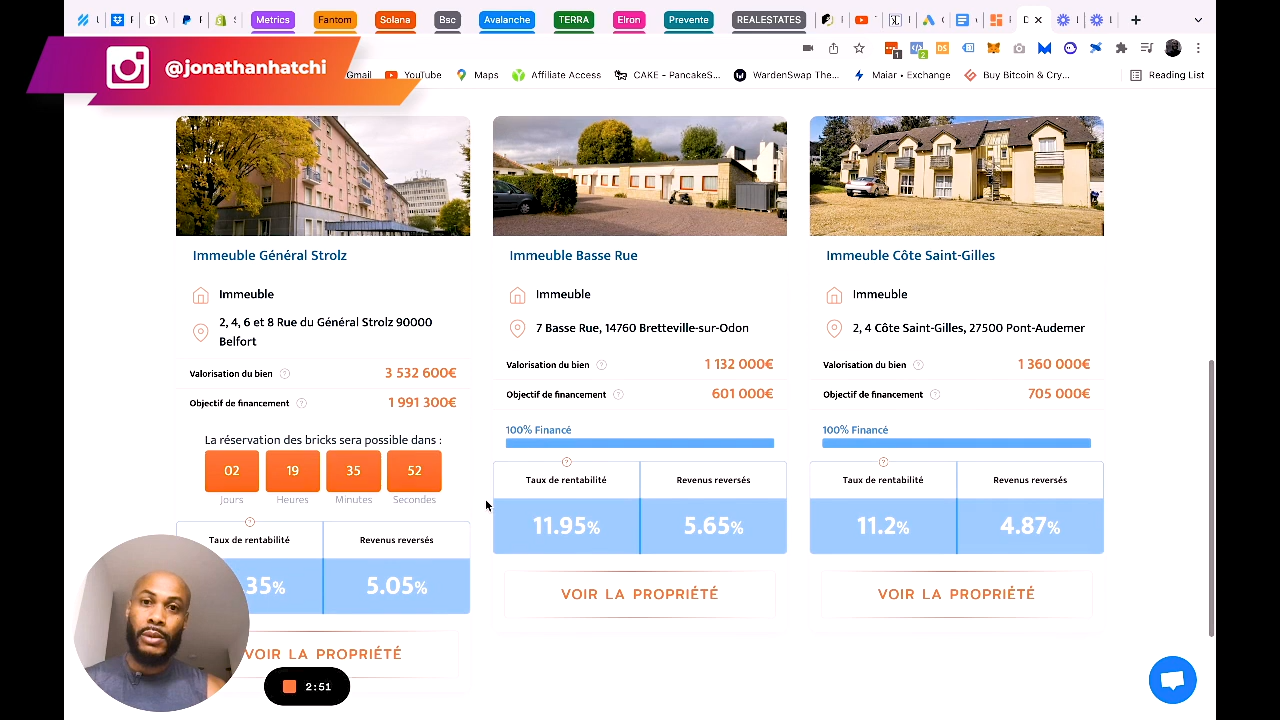 Metrics
Fantom
Solana
Bsc
Avalanche
TERRA
Elron
Prevente
REALESTATES
@jonathanhatchi
Gmail
YouTube
Maps
Affiliate Access
CAKE - PancakeS...
WardenSwap The...
Maiar • Exchange
Buy Bitcoin & Cry...
Reading List
Immeuble Général Strolz
Immeuble
2, 4, 6 et 8 Rue du Général Strolz 90000
Belfort
Valorisation du bien ? 3 532 600€
Objectif de financement ? 1 991 300€
La réservation des bricks sera possible dans :
02 19 35 52
Jours Heures Minutes Secondes
?
Taux de rentabilité Revenus reversés
35% 5.05%
VOIR LA PROPRIÉTÉ
Immeuble Basse Rue
Immeuble
7 Basse Rue, 14760 Bretteville-sur-Odon
Valorisation du bien ? 1 132 000€
Objectif de financement ? 601 000€
100% Financé
?
Taux de rentabilité Revenus reversés
11.95% 5.65%
VOIR LA PROPRIÉTÉ
Immeuble Côte Saint-Gilles
Immeuble
2, 4 Côte Saint-Gilles, 27500 Pont-Audemer
Valorisation du bien ? 1 360 000€
Objectif de financement ? 705 000€
100% Financé
?
Taux de rentabilité Revenus reversés
11.2% 4.87%
VOIR LA PROPRIÉTÉ
2:51